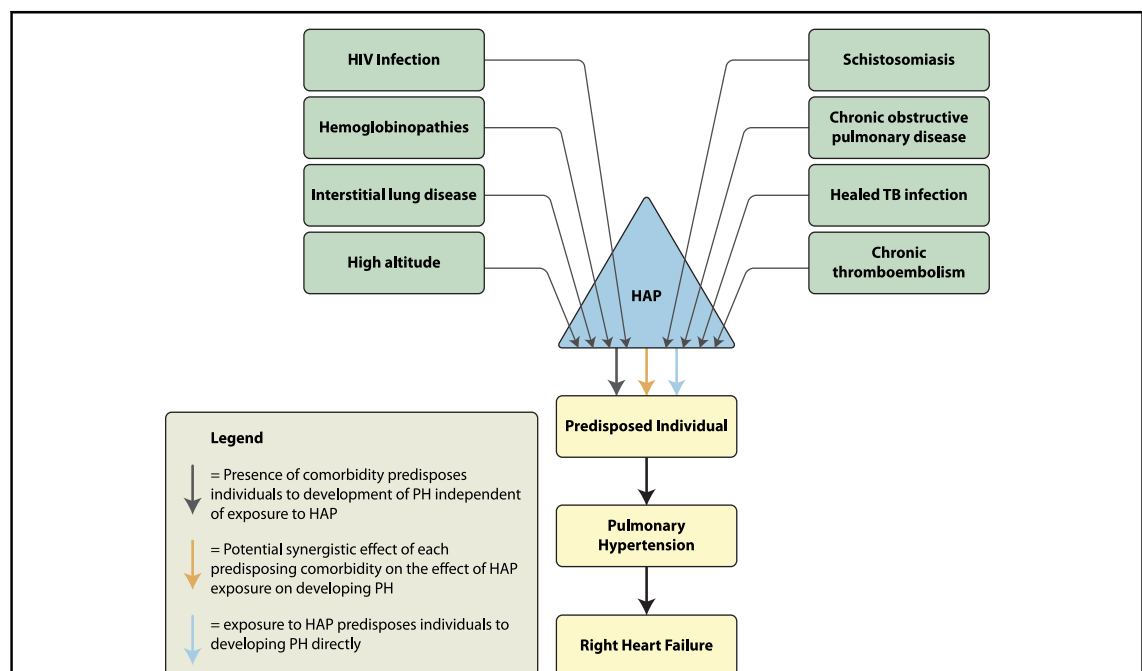 HIV Infection
Hemoglobinopathies
Interstitial lung disease
High altitude
Schistosomiasis
Chronic obstructive
pulmonary disease
Healed TB infection
Chronic
thromboembolism
HAP
Predisposed Individual
Pulmonary
Hypertension
Right Heart Failure
Legend
= Presence of comorbidity predisposes
individuals to development of PH independent
of exposure to HAP
= Potential synergistic effect of each
predisposing comorbidity on the effect of HAP
exposure on developing PH
= exposure to HAP predisposes individuals to
developing PH directly